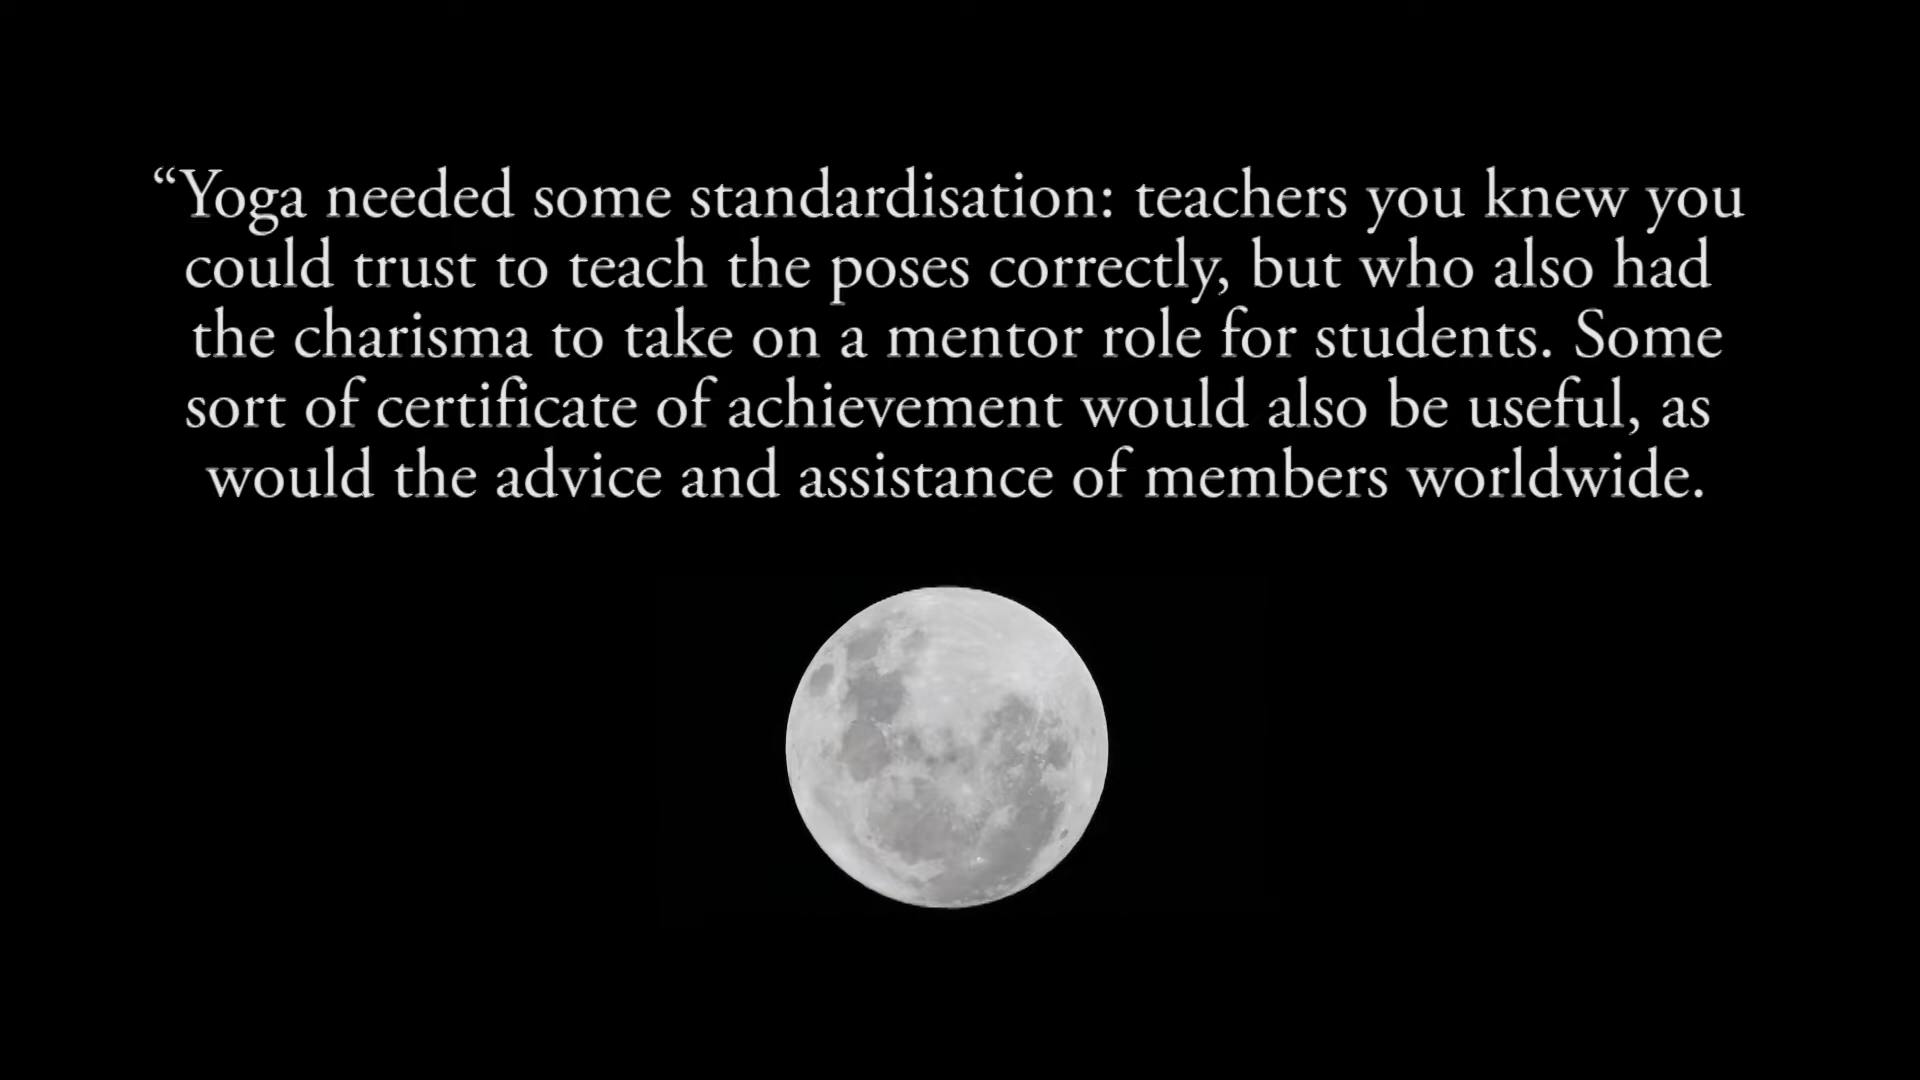 “Yoga needed some standardisation: teachers you knew you
could trust to teach the poses correctly, but who also had
the charisma to take on a mentor role for students. Some
sort of certificate of achievement would also be useful, as
would the advice and assistance of members worldwide.